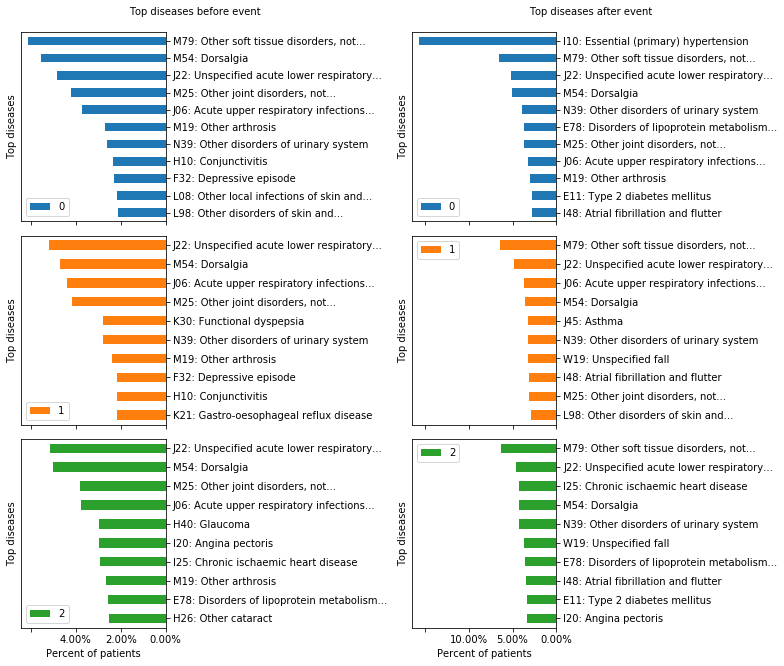 Top diseases before event
Top diseases
M79: Other soft tissue disorders, not...
M54: Dorsalgia
J22: Unspecified acute lower respiratory...
M25: Other joint disorders, not...
J06: Acute upper respiratory infections...
M19: Other arthrosis
N39: Other disorders of urinary system
H10: Conjunctivitis
F32: Depressive episode
L08: Other local infections of skin and...
L98: Other disorders of skin and...
0
Top diseases after event
Top diseases
I10: Essential (primary) hypertension
M79: Other soft tissue disorders, not...
J22: Unspecified acute lower respiratory...
M54: Dorsalgia
N39: Other disorders of urinary system
E78: Disorders of lipoprotein metabolism...
M25: Other joint disorders, not...
J06: Acute upper respiratory infections...
M19: Other arthrosis
E11: Type 2 diabetes mellitus
I48: Atrial fibrillation and flutter
0
Top diseases
J22: Unspecified acute lower respiratory...
M54: Dorsalgia
J06: Acute upper respiratory infections...
M25: Other joint disorders, not...
K30: Functional dyspepsia
N39: Other disorders of urinary system
M19: Other arthrosis
F32: Depressive episode
H10: Conjunctivitis
K21: Gastro-oesophageal reflux disease
1
Top diseases
1
M79: Other soft tissue disorders, not...
J22: Unspecified acute lower respiratory...
J06: Acute upper respiratory infections...
M54: Dorsalgia
J45: Asthma
N39: Other disorders of urinary system
W19: Unspecified fall
I48: Atrial fibrillation and flutter
M25: Other joint disorders, not...
L98: Other disorders of skin and...
Top diseases
J22: Unspecified acute lower respiratory...
M54: Dorsalgia
M25: Other joint disorders, not...
J06: Acute upper respiratory infections...
H40: Glaucoma
I20: Angina pectoris
I25: Chronic ischaemic heart disease
M19: Other arthrosis
E78: Disorders of lipoprotein metabolism...
H26: Other cataract
2
4.00% 2.00% 0.00%
Percent of patients
Top diseases
2
M79: Other soft tissue disorders, not...
J22: Unspecified acute lower respiratory...
I25: Chronic ischaemic heart disease
M54: Dorsalgia
N39: Other disorders of urinary system
W19: Unspecified fall
E78: Disorders of lipoprotein metabolism...
I48: Atrial fibrillation and flutter
E11: Type 2 diabetes mellitus
I20: Angina pectoris
10.00% 5.00% 0.00%
Percent of patients